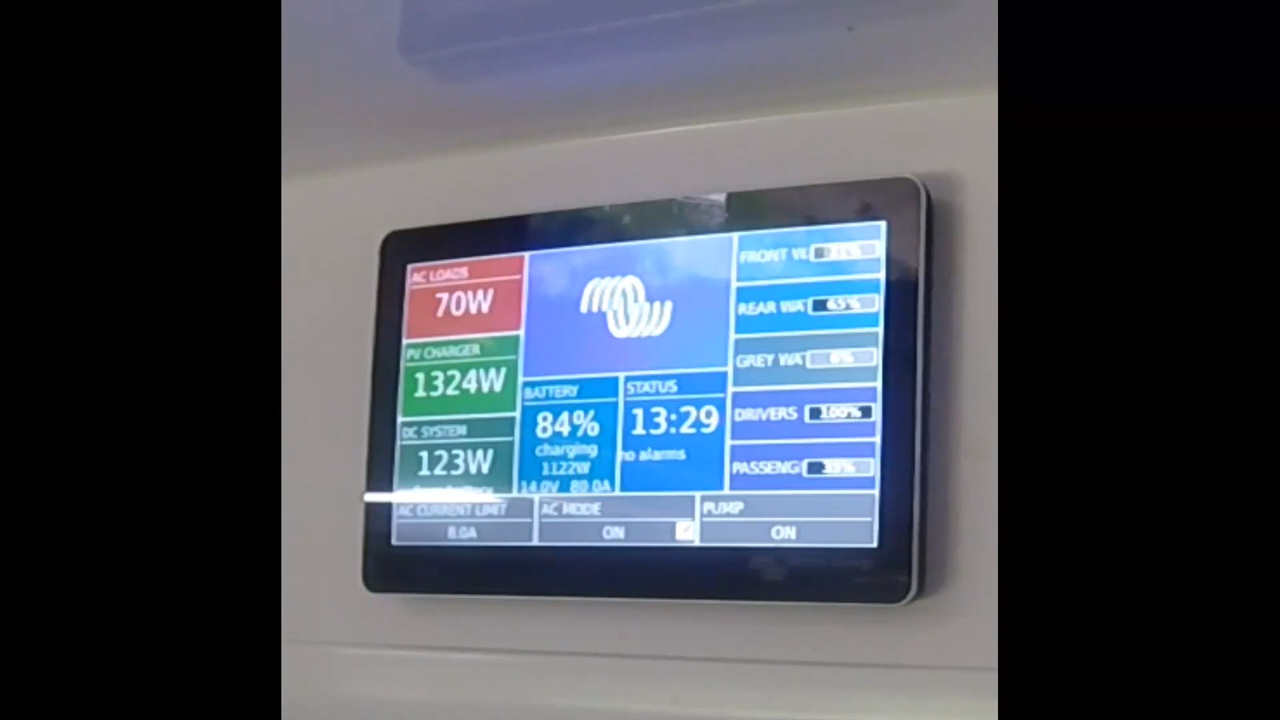 AC LOADS
70W
PV CHARGER
1324W
DC SYSTEM
123W
BATTERY
84%
charging
1122W
14.0V 80.0A
STATUS
13:29
no alarms
FRONT W
REAR WAT 65%
GREY WAT 0%
DRIVERS 100%
PASSENG 35%
AC CURRENT LIMIT
8.0A
AC MODE
ON
PUMP
ON